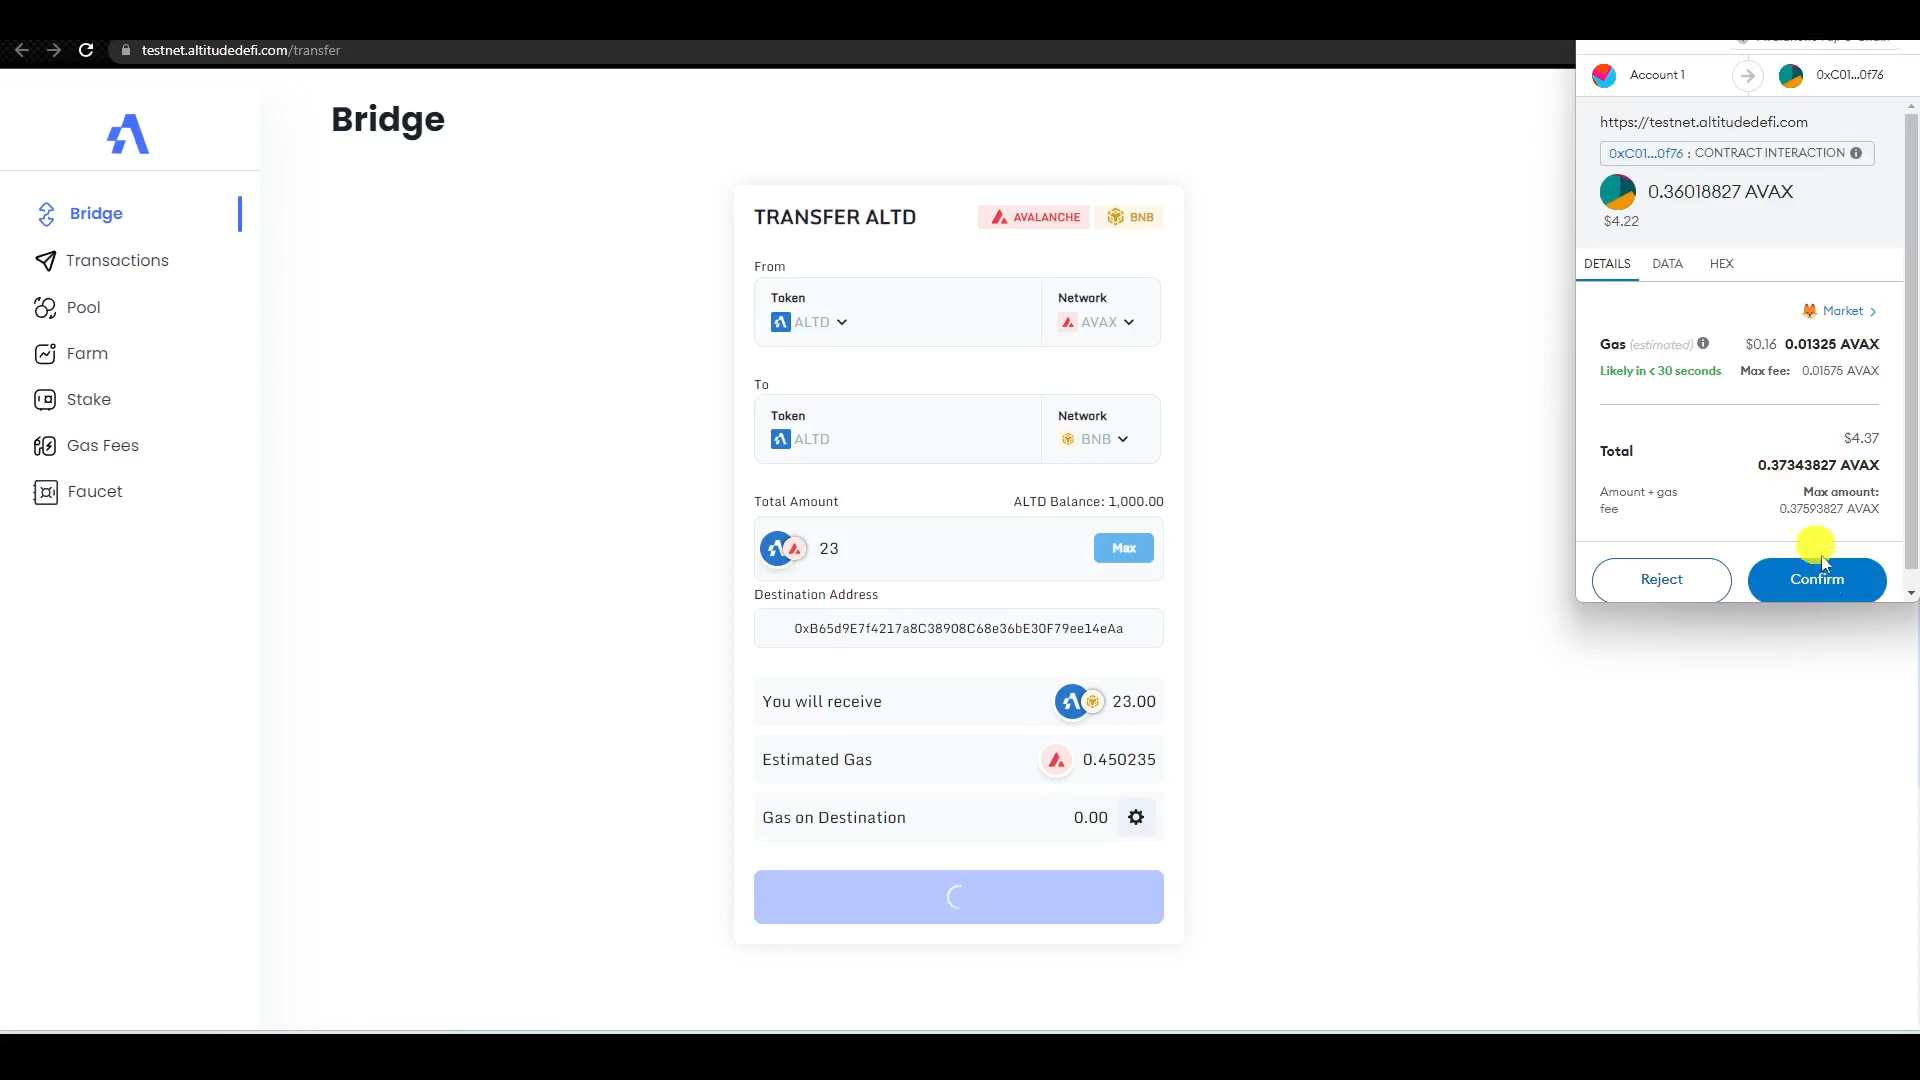 testnet.altitudedefi.com/transfer
Bridge
Bridge
Transactions
Pool
Farm
Stake
Gas Fees
Faucet
TRANSFER ALTD
AVALANCHE
BNB
From
Token
Network
ALTD
AVAX
To
Token
Network
ALTD
BNB
Total Amount
ALTD Balance: 1,000.00
23
Max
Destination Address
0xB65d9E7f4217a8C38908C68e36bE30F79ee14eAa
You will receive
23.00
Estimated Gas
0.450235
Gas on Destination
0.00
Account 1
0xC01...0f76
https://testnet.altitudedefi.com
0xC01...0f76 : CONTRACT INTERACTION
0.36018827 AVAX
$4.22
DETAILS
DATA
HEX
Market >
Gas (estimated)
$0.16 0.01325 AVAX
Likely in < 30 seconds
Max fee: 0.01575 AVAX
$4.37
Total
0.37343827 AVAX
Amount + gas
fee
Max amount:
0.37593827 AVAX
Reject
Confirm